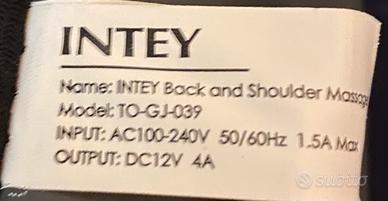 INTEY
Name: INTEY Back and Shoulder Massag
Model: TO-GJ-039
INPUT: AC100-240V 50/60Hz 1.5A Max
OUTPUT: DC12V 4A
subito